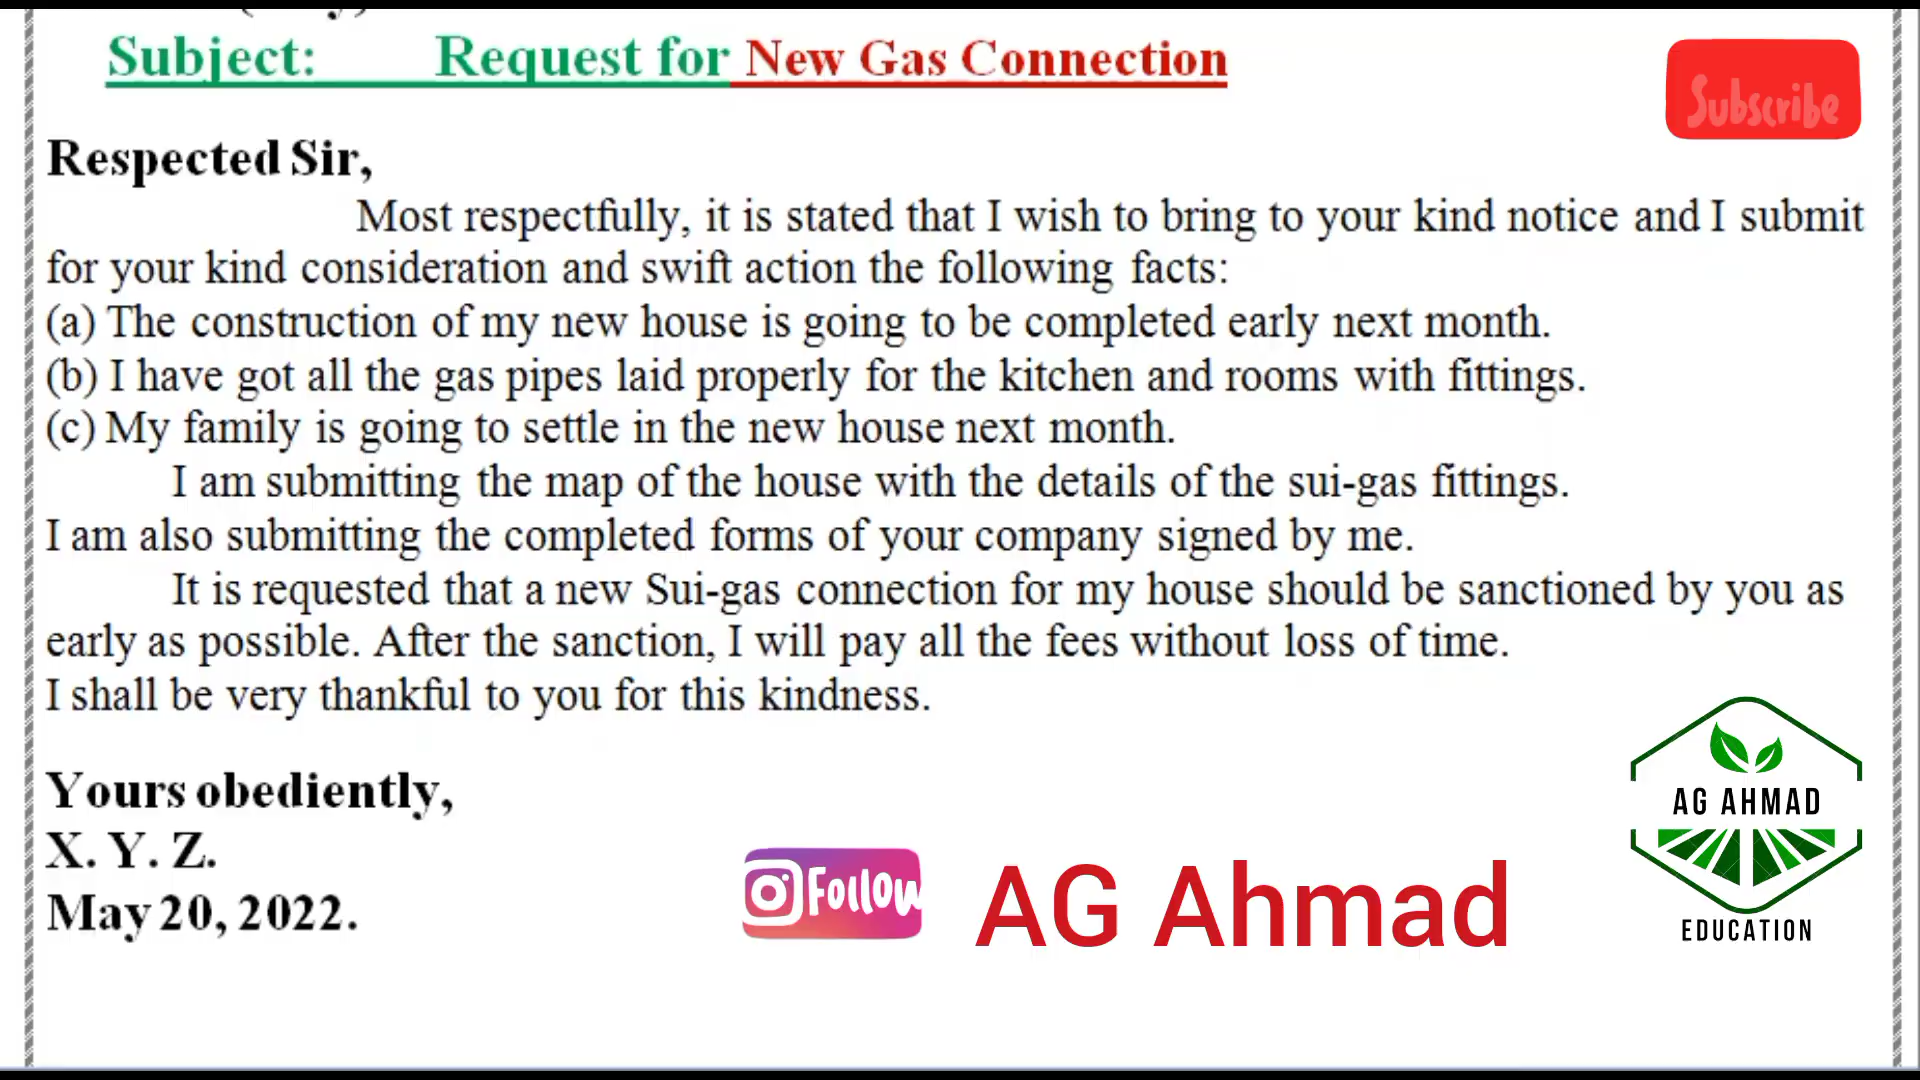 Subject: Request for New Gas Connection
Subscribe
Respected Sir,
Most respectfully, it is stated that I wish to bring to your kind notice and I submit
for your kind consideration and swift action the following facts:
(a) The construction of my new house is going to be completed early next month.
(b) I have got all the gas pipes laid properly for the kitchen and rooms with fittings.
(c) My family is going to settle in the new house next month.
I am submitting the map of the house with the details of the sui-gas fittings.
I am also submitting the completed forms of your company signed by me.
It is requested that a new Sui-gas connection for my house should be sanctioned by you as
early as possible. After the sanction, I will pay all the fees without loss of time.
I shall be very thankful to you for this kindness.
Yours obediently,
X. Y. Z.
May 20, 2022.
Follow
AG Ahmad
AG AHMAD
EDUCATION